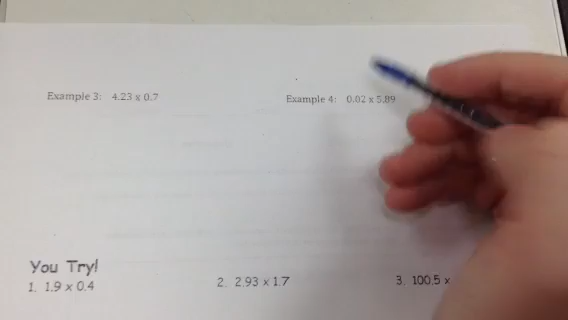 Example 3: 4.23 x 0.7
Example 4: 0.02 x 5.89
You Try!
1. 1.9 x 0.4
2. 2.93 x 1.7
3. 100.5 x